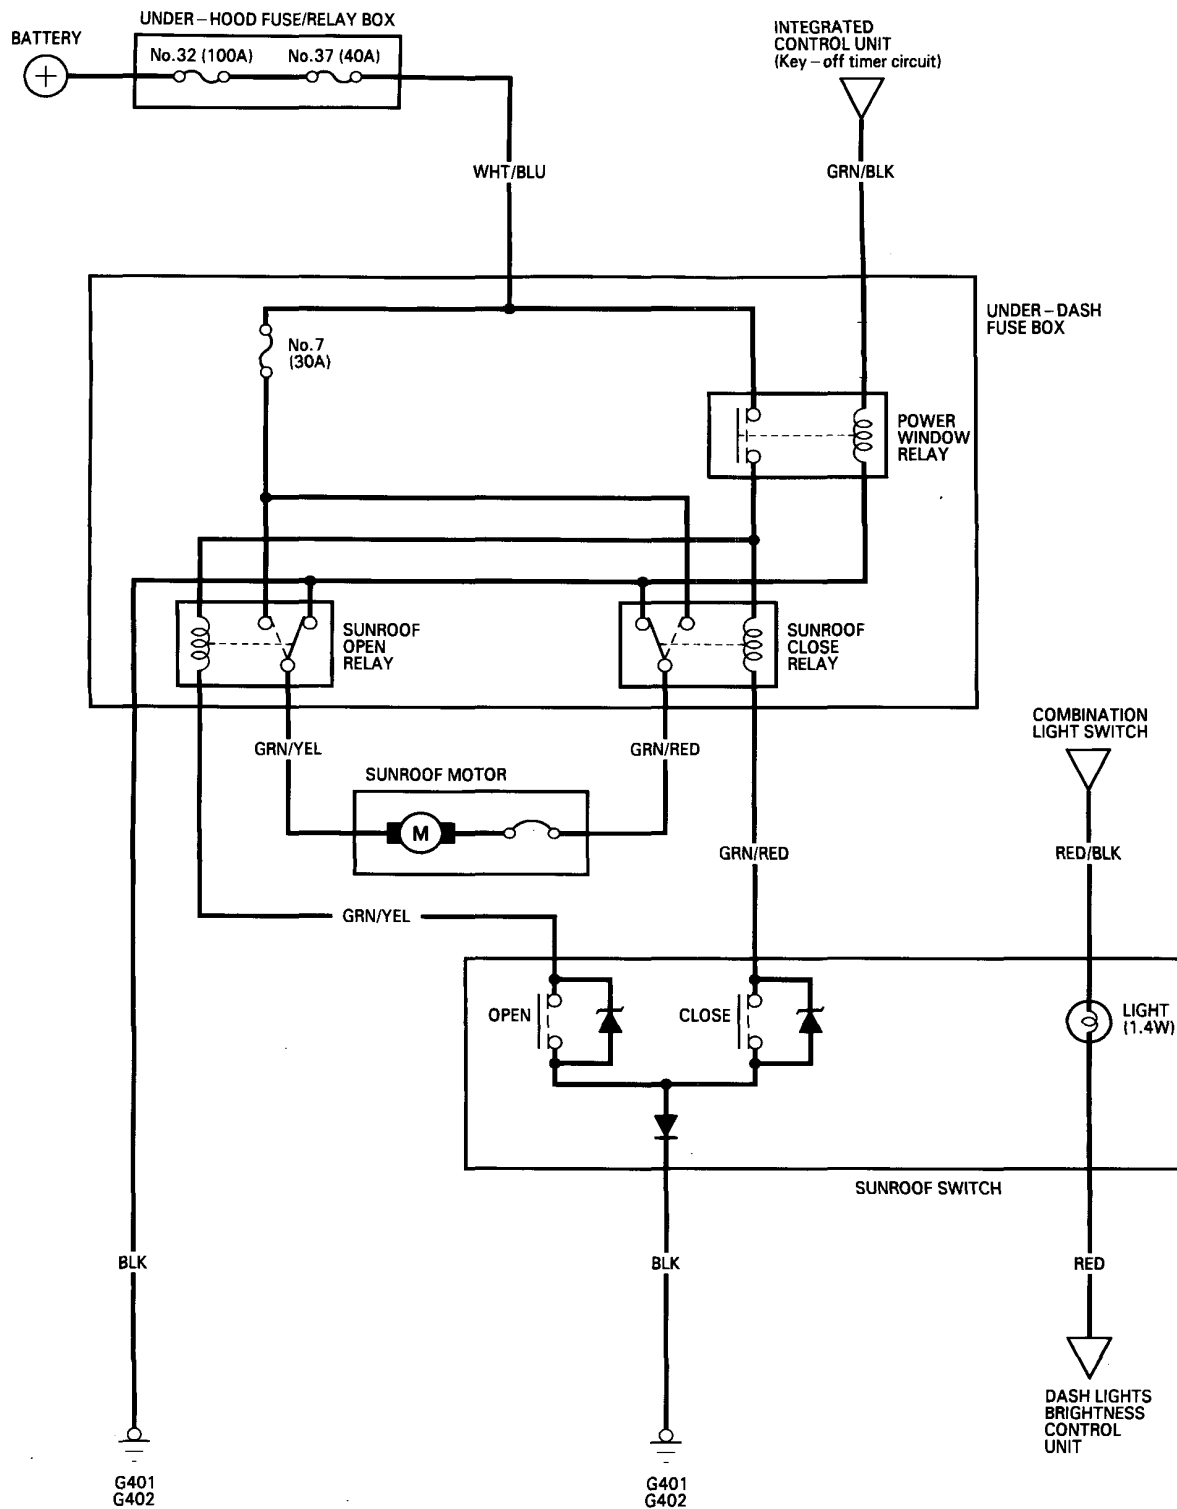 UNDER-HOOD FUSE/RELAY BOX
BATTERY
No.32 (100A)
No.37 (40A)
INTEGRATED
CONTROL UNIT
(Key-off timer circuit)
WHT/BLU
GRN/BLK
UNDER-DASH
FUSE BOX
No.7
(30A)
POWER
WINDOW
RELAY
SUNROOF
OPEN
RELAY
SUNROOF
CLOSE
RELAY
COMBINATION
LIGHT SWITCH
GRN/YEL
GRN/RED
SUNROOF MOTOR
M
GRN/RED
RED/BLK
GRN/YEL
OPEN
CLOSE
LIGHT
(1.4W)
SUNROOF SWITCH
BLK
BLK
RED
DASH LIGHTS
BRIGHTNESS
CONTROL
UNIT
G401
G402
G401
G402